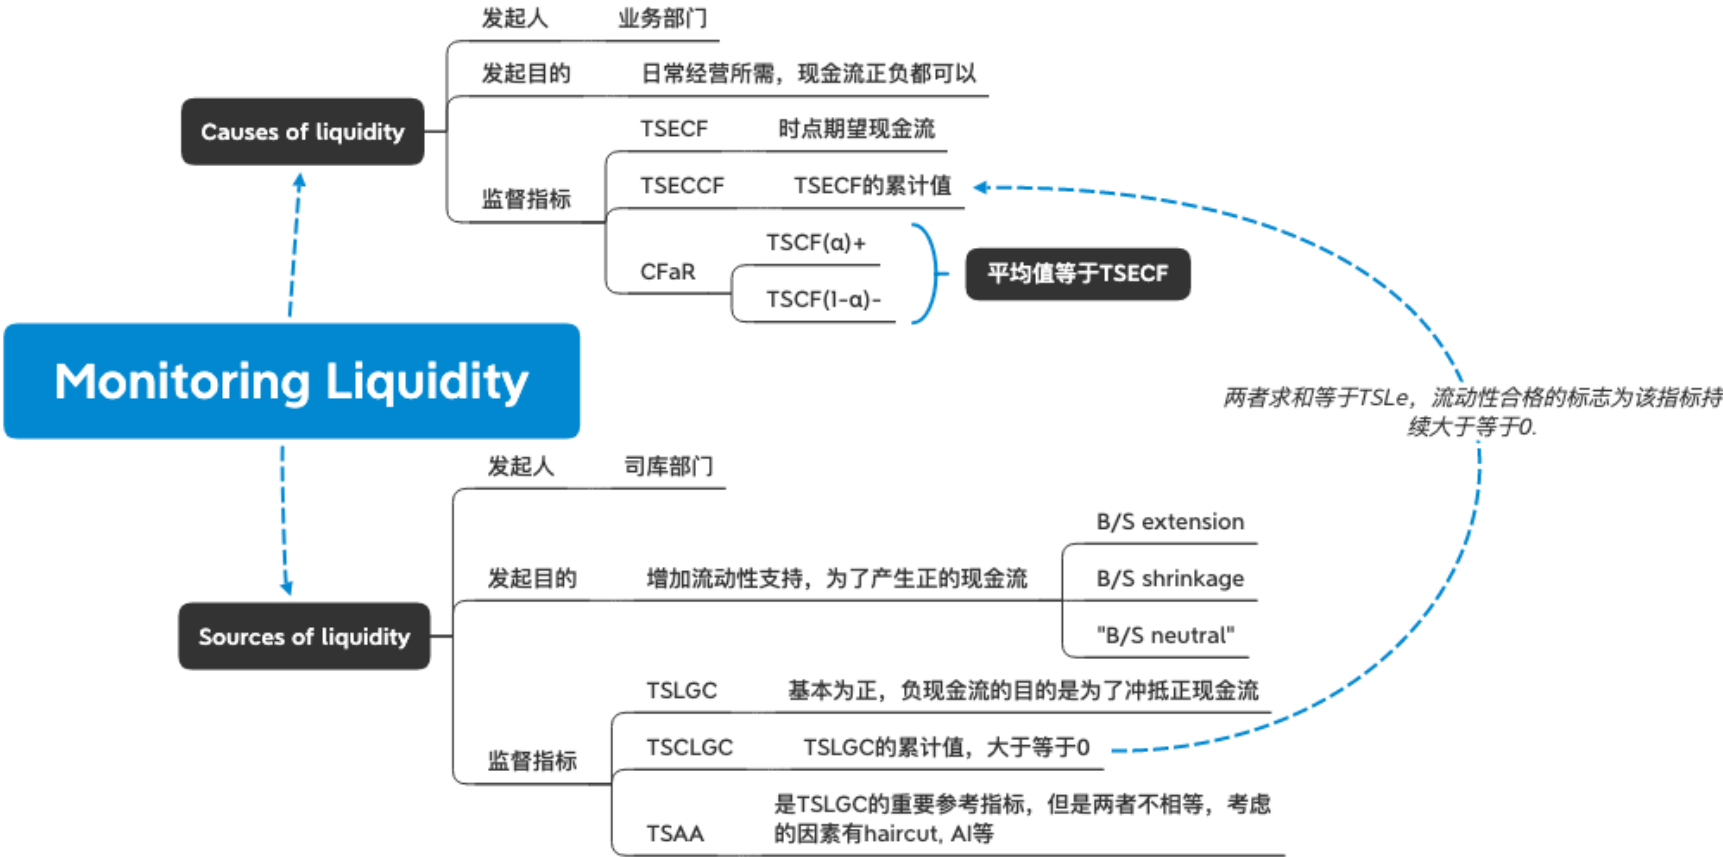 发起人 业务部门
发起目的 日常经营所需，现金流正负都可以
Causes of liquidity
TSECF 时点期望现金流
监督指标
TSECCF TSECF的累计值
CFaR
TSCF(α)+
TSCF(1-α)-
平均值等于TSECF
Monitoring Liquidity
两者求和等于TSLe，流动性合格的标志为该指标持
续大于等于0.
发起人 司库部门
发起目的 增加流动性支持，为了产生正的现金流
B/S extension
B/S shrinkage
"B/S neutral"
Sources of liquidity
TSLGC 基本为正，负现金流的目的是为了冲抵正现金流
监督指标
TSCLGC TSLGC的累计值，大于等于0
TSAA
是TSLGC的重要参考指标，但是两者不相等，考虑
的因素有haircut, AI等